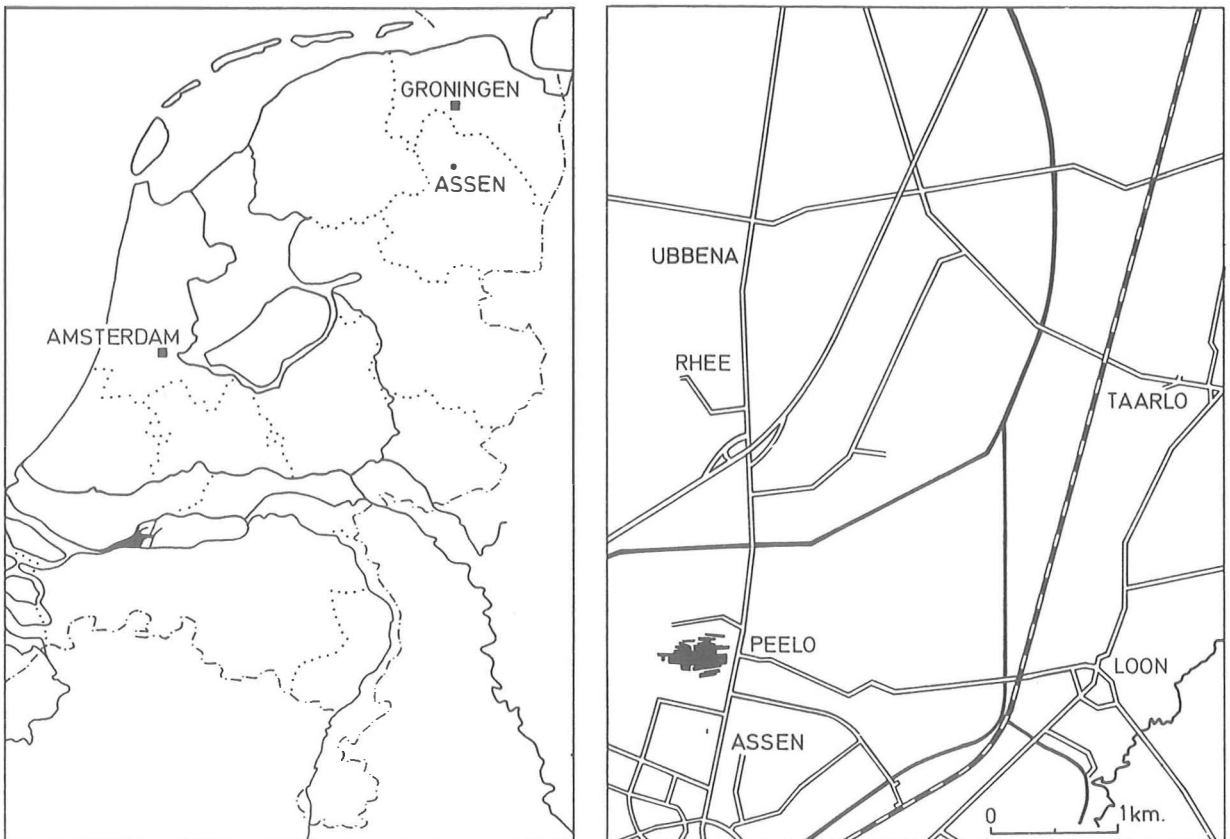 GRONINGEN
ASSEN
AMSTERDAM
UBBENA
RHEE
TAARLO
PEELO
LOON
ASSEN
0 1km.